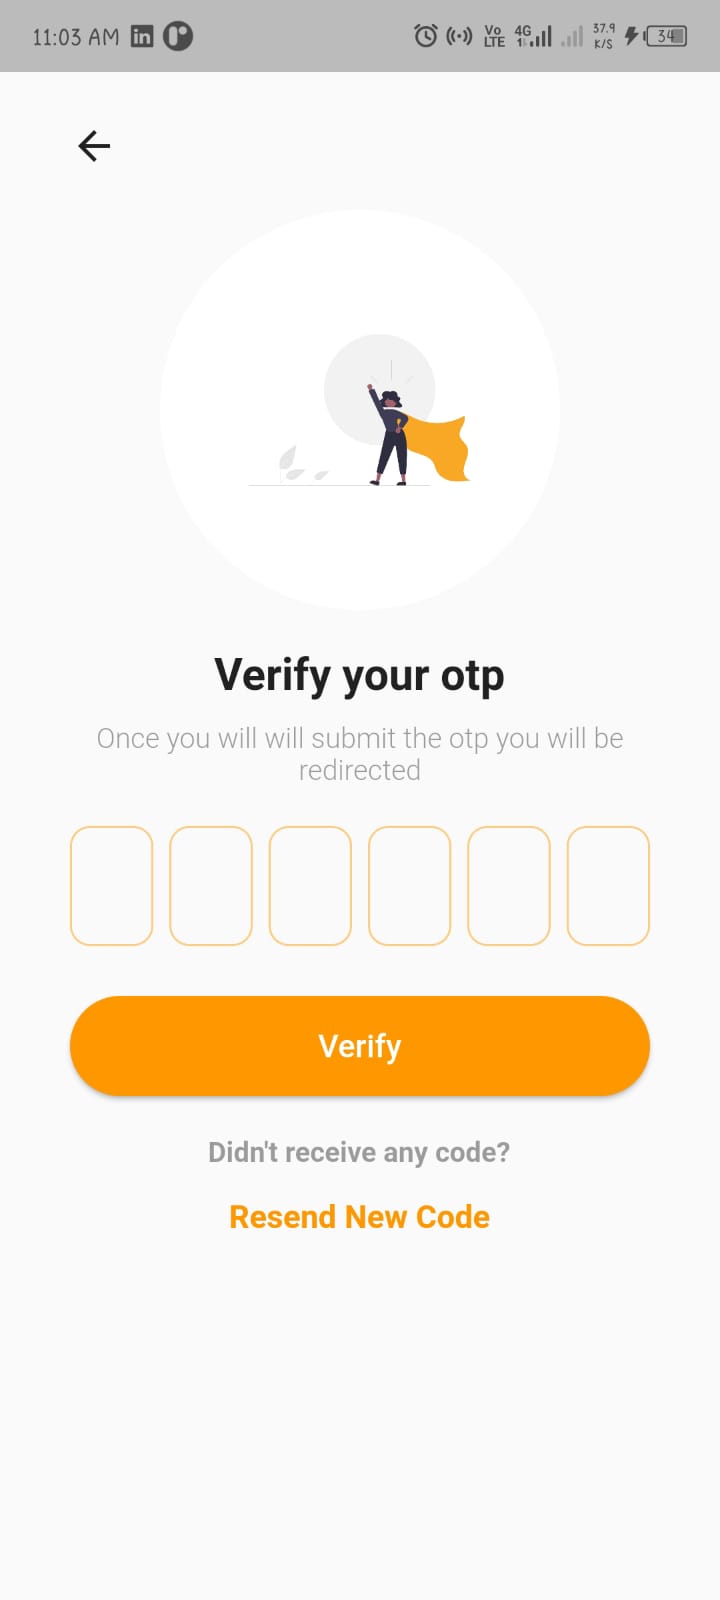 11:03 AM in
Vo LTE 4G 37.9 K/S 34
Verify your otp
Once you will will submit the otp you will be
redirected
Verify
Didn't receive any code?
Resend New Code